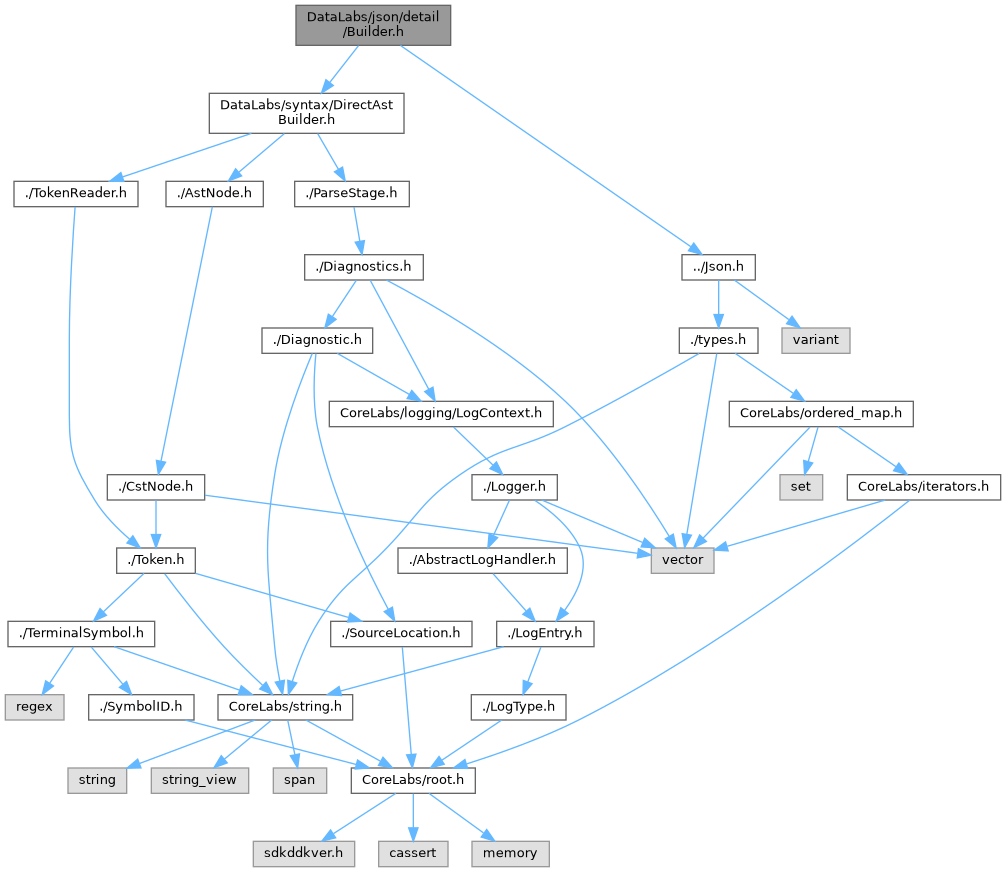 DataLabs/json/detail
/Builder.h
DataLabs/syntax/DirectAst
Builder.h
./TokenReader.h
./AstNode.h
./ParseStage.h
./Diagnostics.h
../Json.h
./Diagnostic.h
./types.h
variant
CoreLabs/logging/LogContext.h
CoreLabs/ordered_map.h
./CstNode.h
./Logger.h
set
CoreLabs/iterators.h
./Token.h
./AbstractLogHandler.h
vector
./TerminalSymbol.h
./SourceLocation.h
./LogEntry.h
regex
./SymbolID.h
CoreLabs/string.h
./LogType.h
string
string_view
span
CoreLabs/root.h
sdkddkver.h
cassert
memory